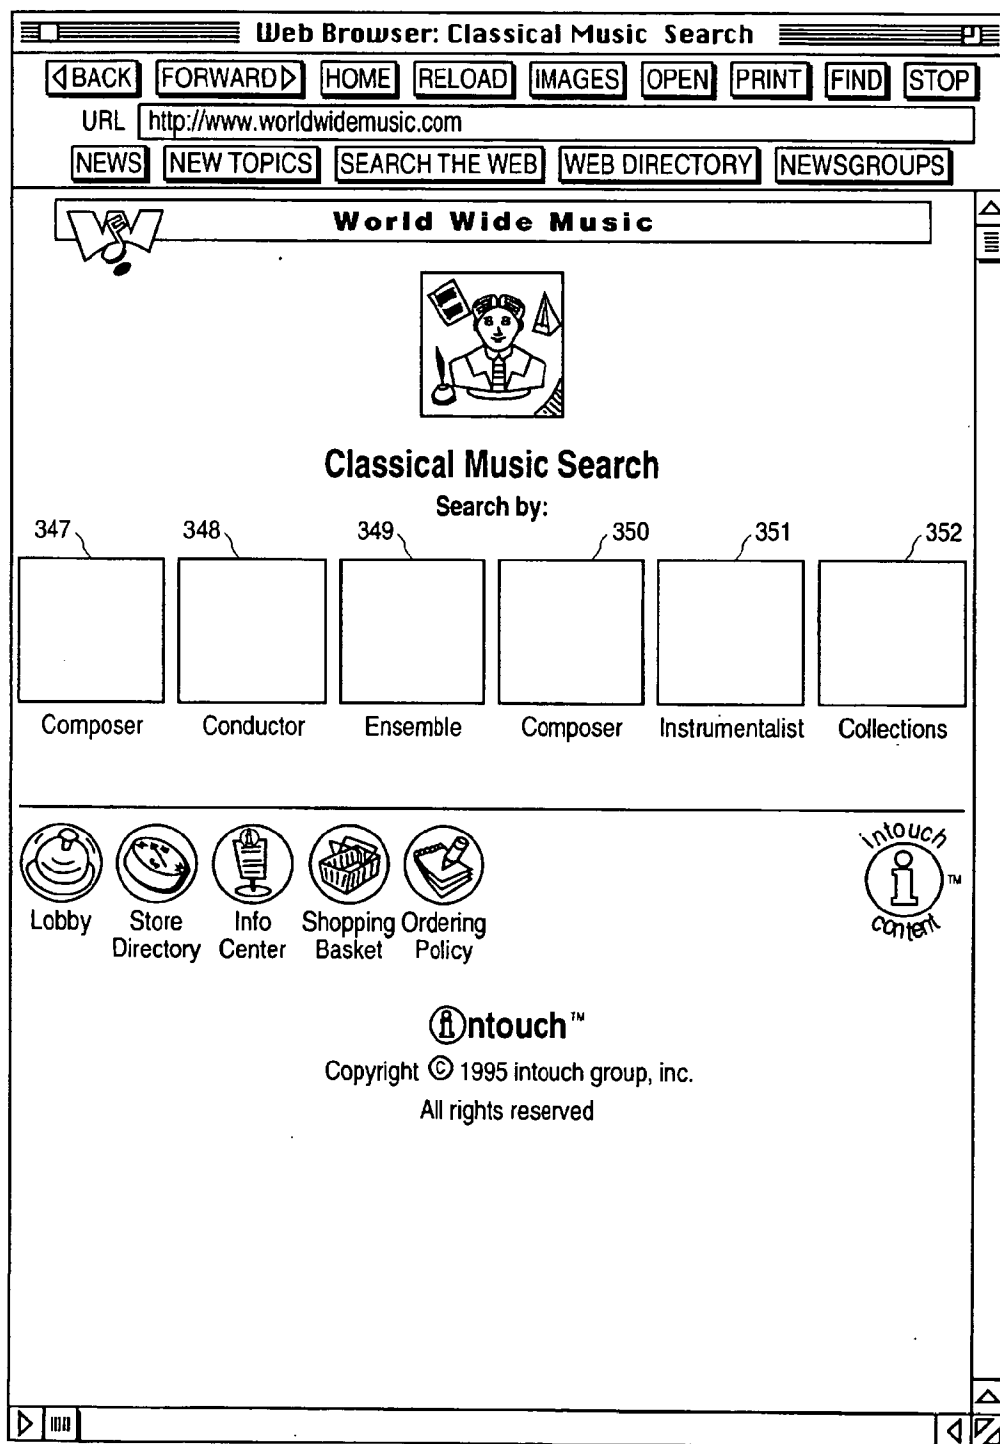 Web Browser: Classical Music Search
BACK FORWARD HOME RELOAD IMAGES OPEN PRINT FIND STOP
URL http://www.worldwidemusic.com
NEWS NEW TOPICS SEARCH THE WEB WEB DIRECTORY NEWSGROUPS
World Wide Music
Classical Music Search
Search by:
347 348 349 350 351 352
Composer Conductor Ensemble Composer Instrumentalist Collections
Lobby Store Directory Info Center Shopping Basket Ordering Policy
intouch
i TM
content
intouch™
Copyright © 1995 intouch group, inc.
All rights reserved